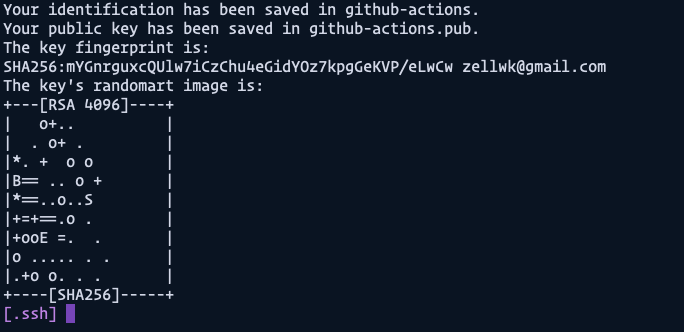 Your identification has been saved in github-actions.
Your public key has been saved in github-actions.pub.
The key fingerprint is:
SHA256:mYGnrguxcQUlw7iCzChu4eGidYOz7kpgGeKVP/eLwCw zellwk@gmail.com
The key's randomart image is:
+---[RSA 4096]----+
|    o+..         |
|   . o+ .        |
|*. +  o o        |
|B== .. o +       |
|*==..o..S        |
|+=+==.o .        |
|+ooE =.  .       |
|o ..... . .      |
|.+o o. . .       |
+----[SHA256]-----+
[.ssh]